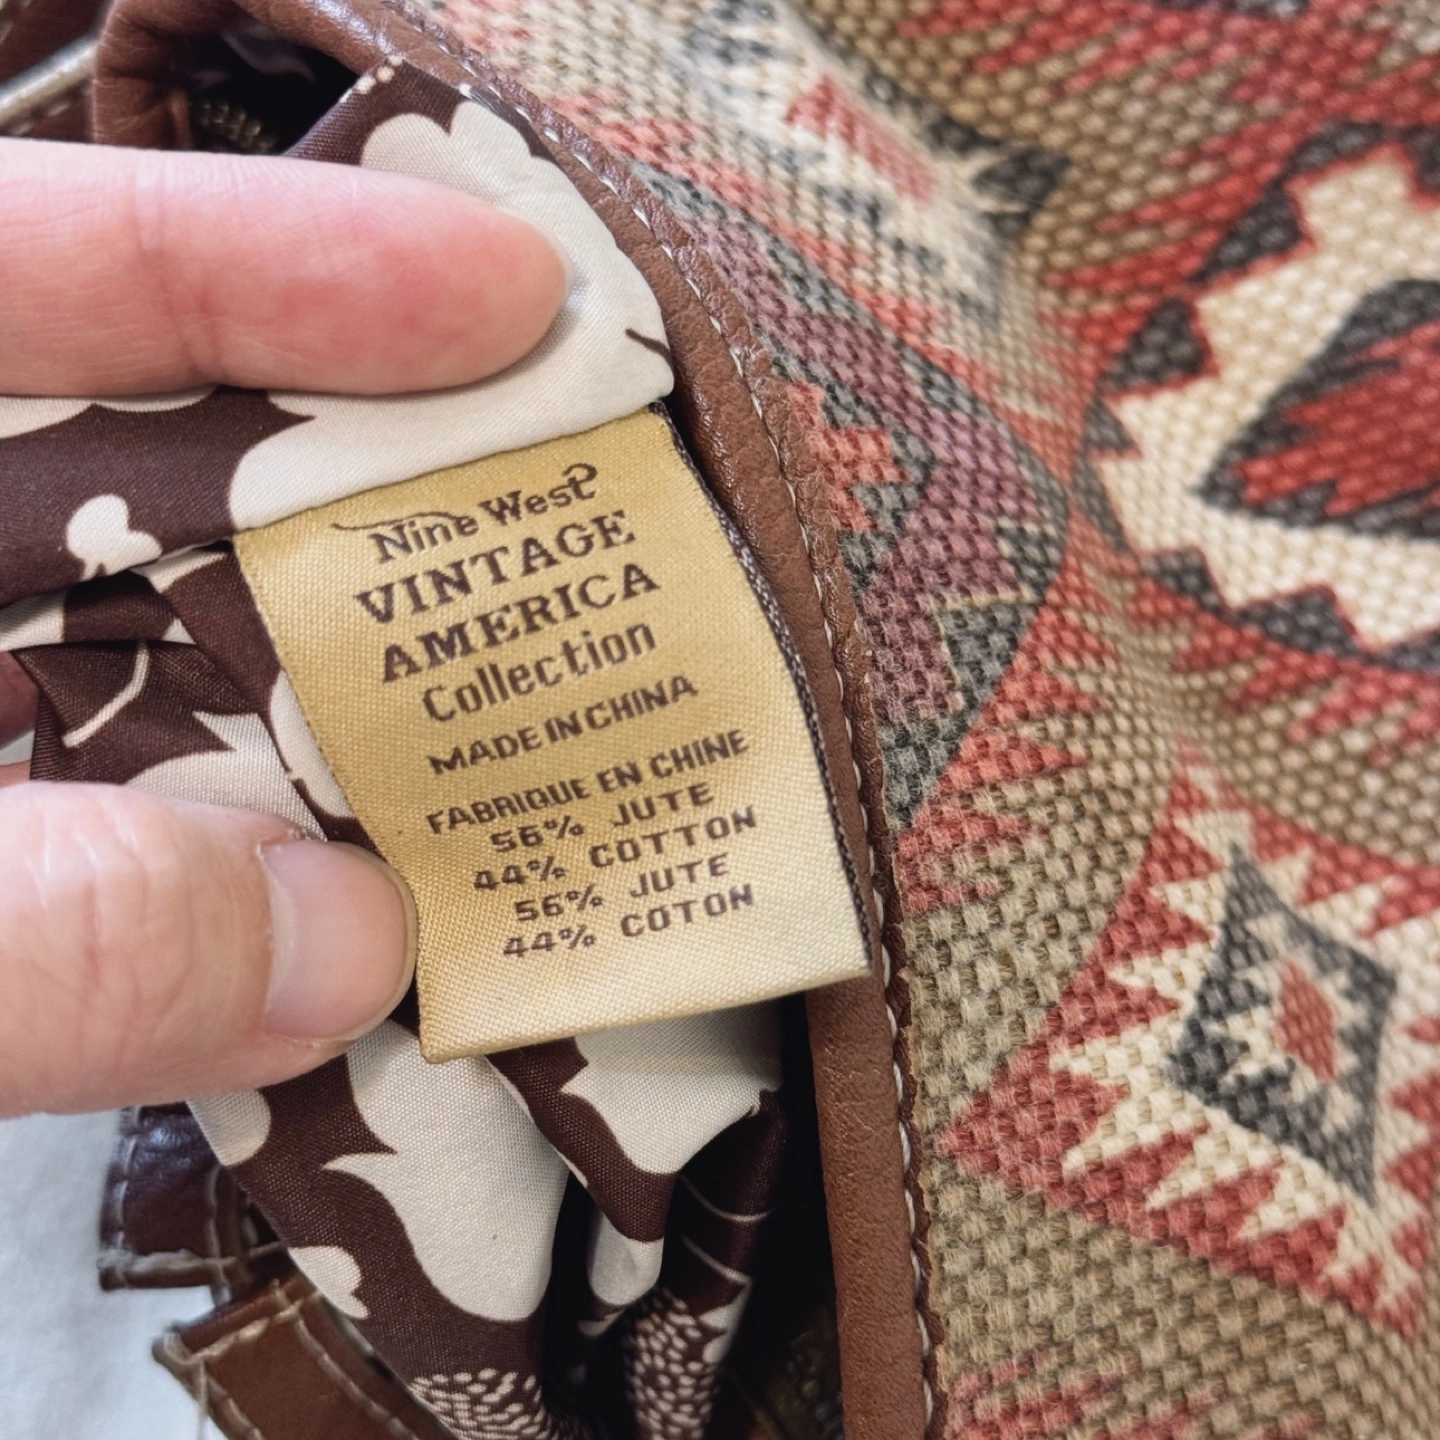 Nine West
VINTAGE
AMERICA
Collection
MADE IN CHINA
FABRIQUE EN CHINE
56% JUTE
44% COTTON
56% JUTE
44% COTON